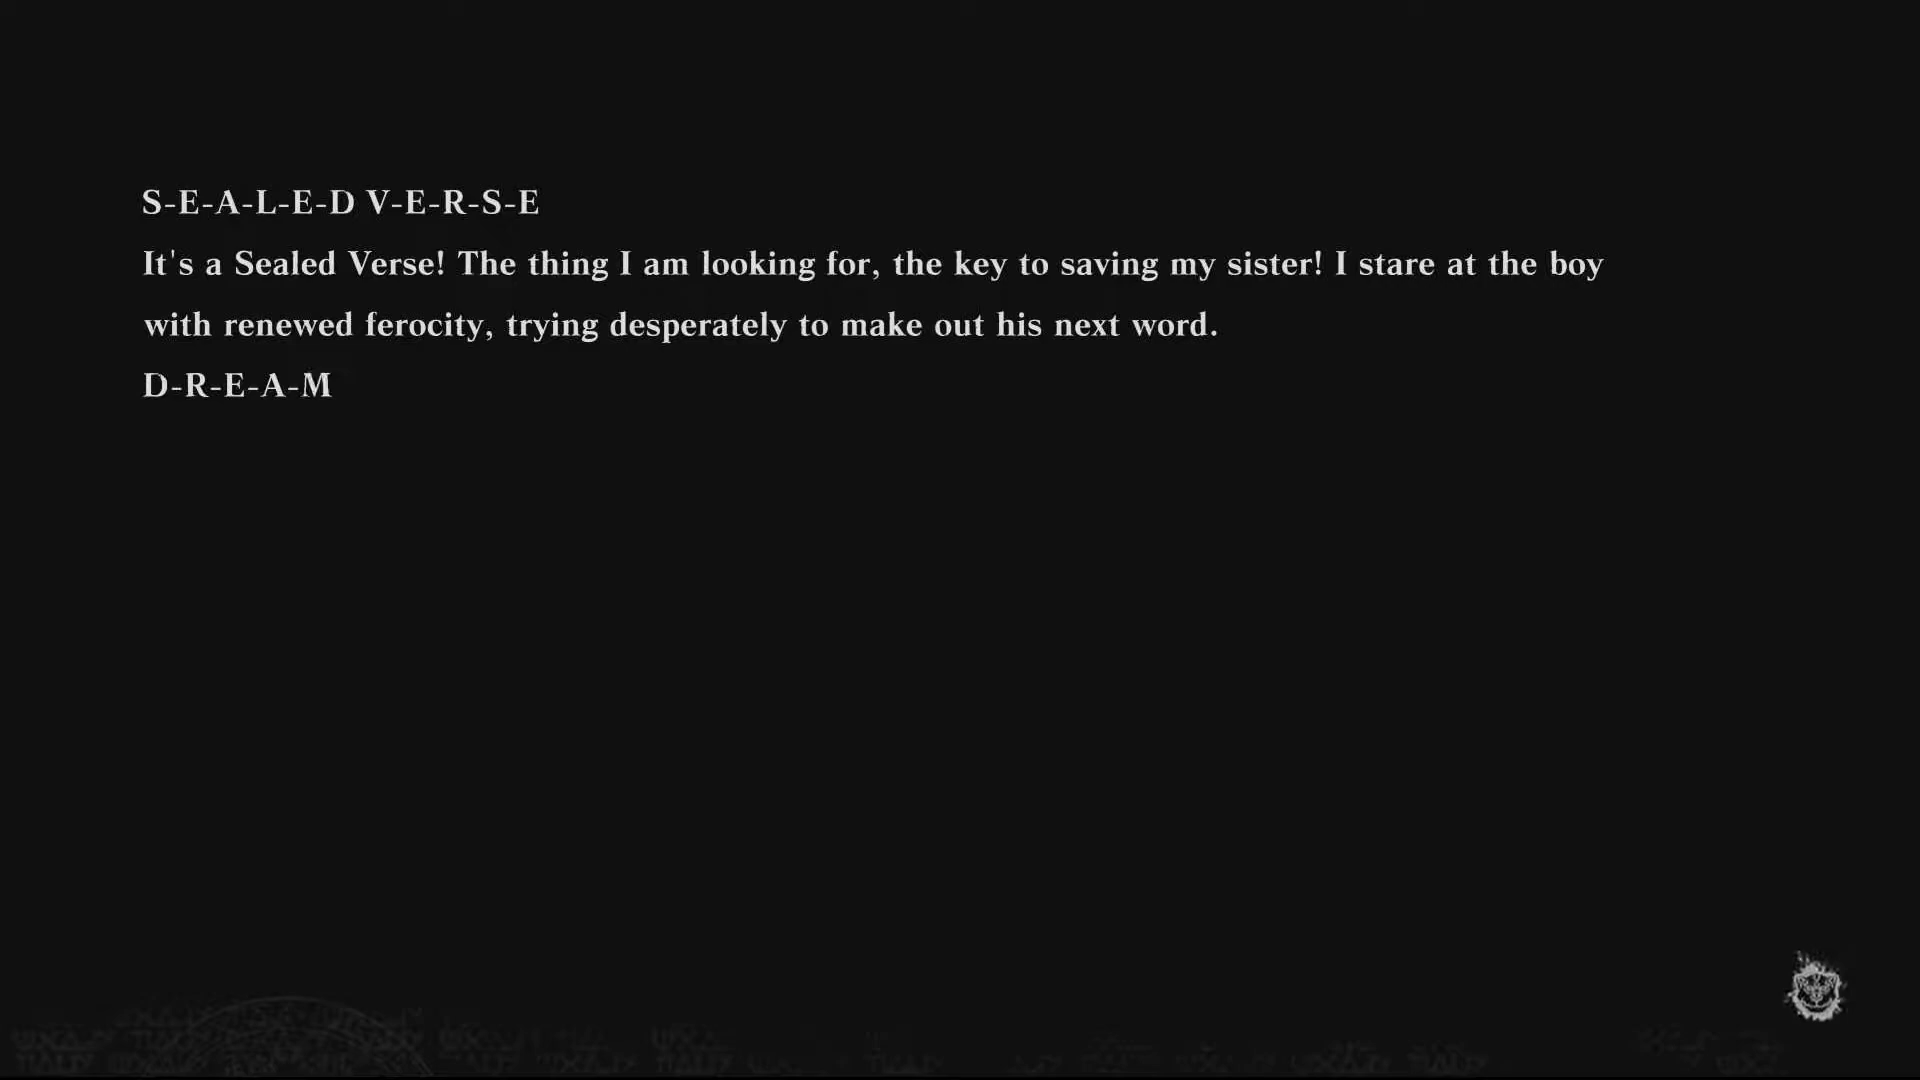 S-E-A-L-E-D V-E-R-S-E
It's a Sealed Verse! The thing I am looking for, the key to saving my sister! I stare at the boy
with renewed ferocity, trying desperately to make out his next word.
D-R-E-A-M